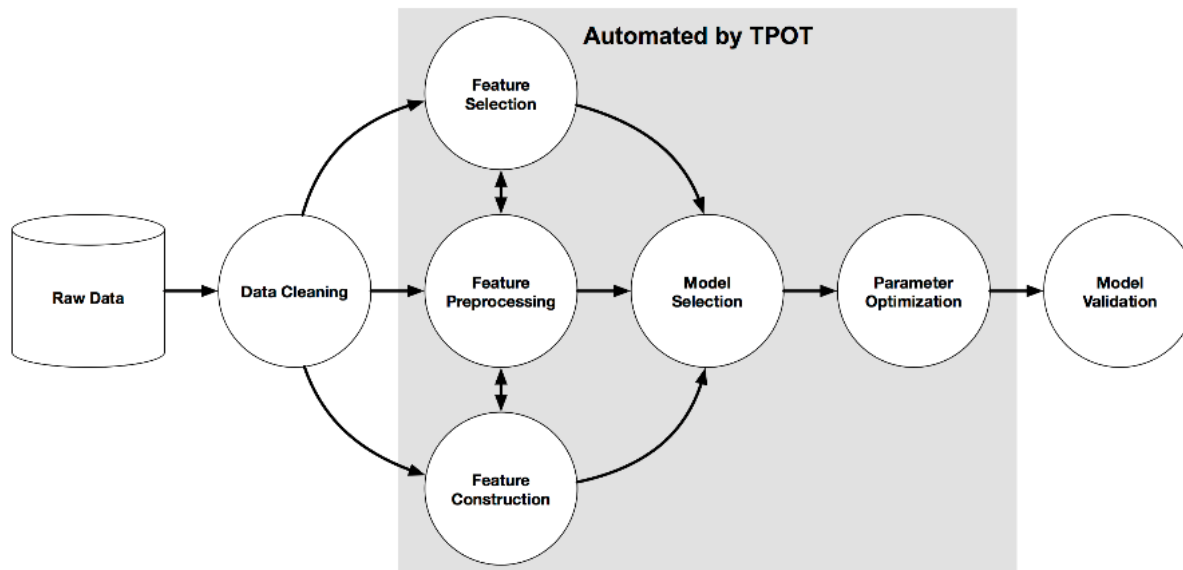 Automated by TPOT
Feature
Selection
Raw Data
Data Cleaning
Feature
Preprocessing
Model
Selection
Parameter
Optimization
Model
Validation
Feature
Construction